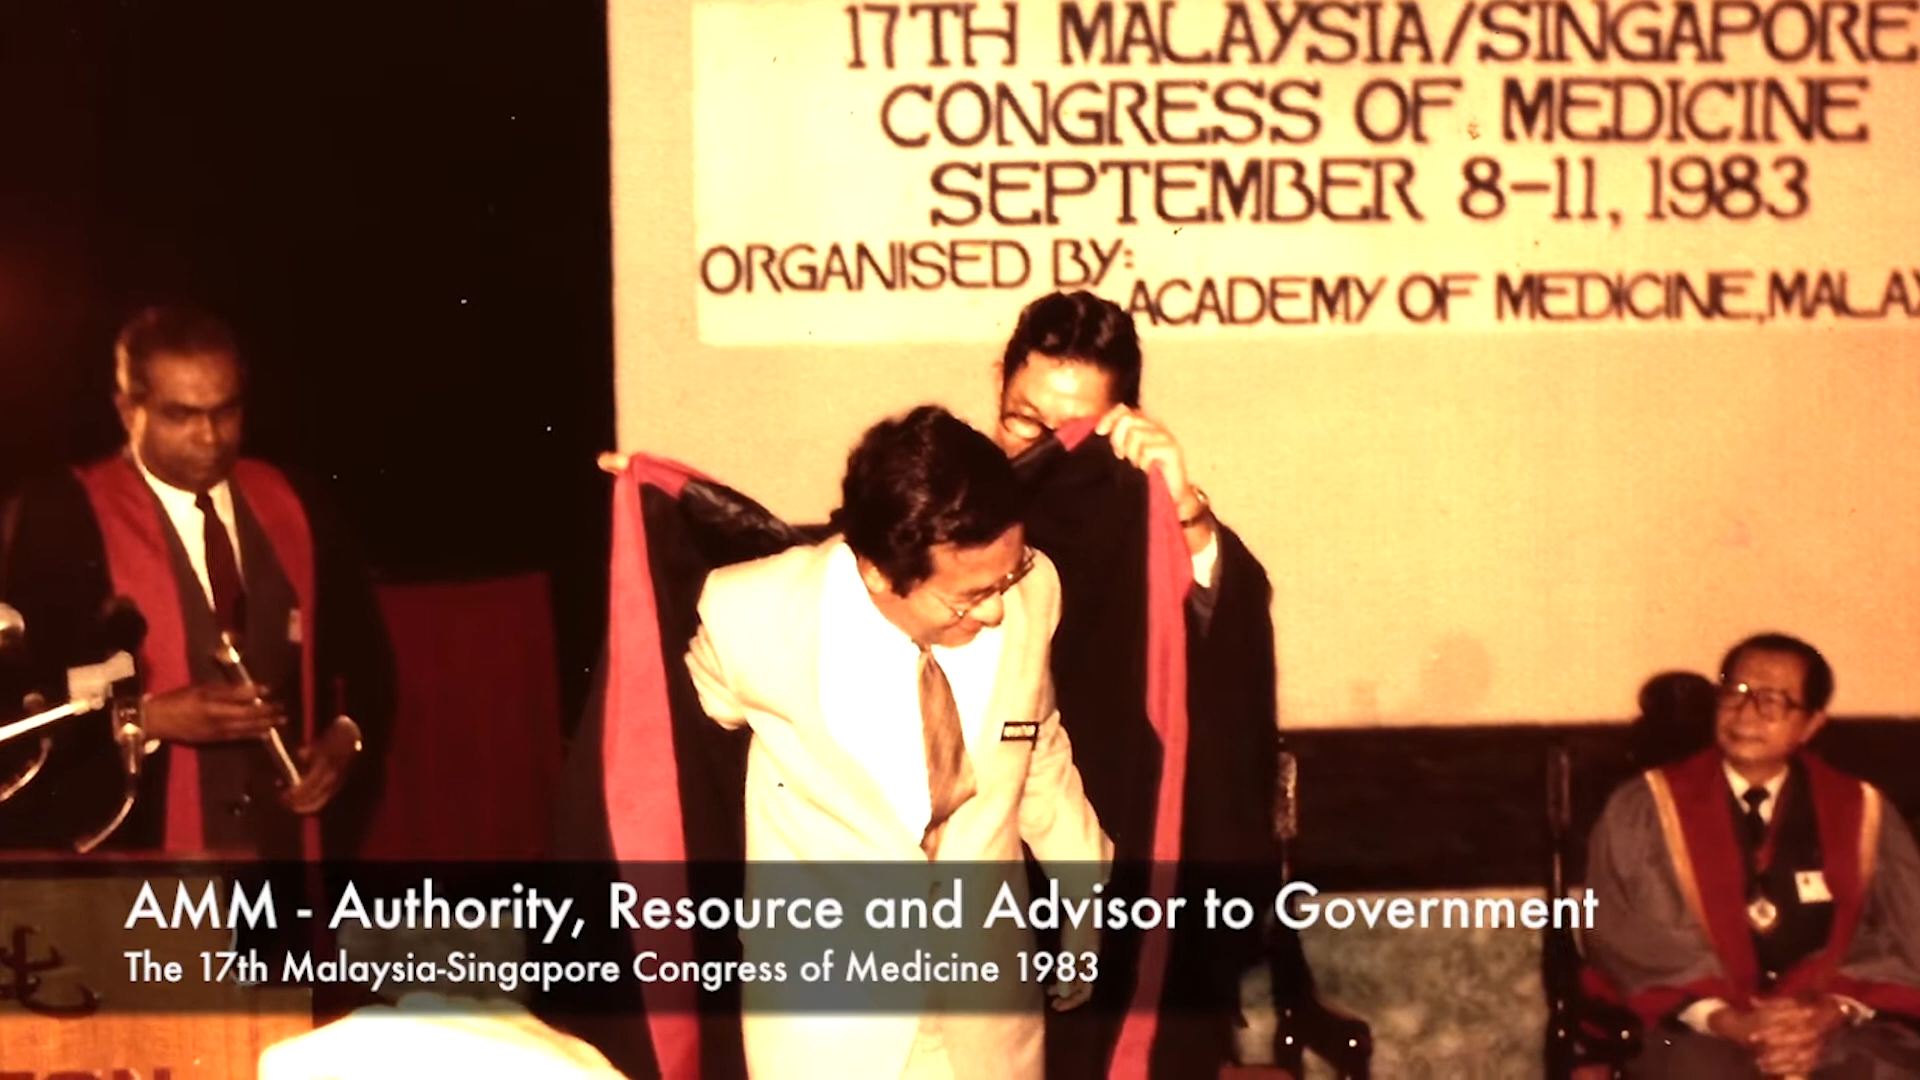 17TH MALAYSIA/SINGAPORE
CONGRESS OF MEDICINE
SEPTEMBER 8-11, 1983
ORGANISED BY:
ACADEMY OF MEDICINE, MALAY
AMM - Authority, Resource and Advisor to Government
The 17th Malaysia-Singapore Congress of Medicine 1983